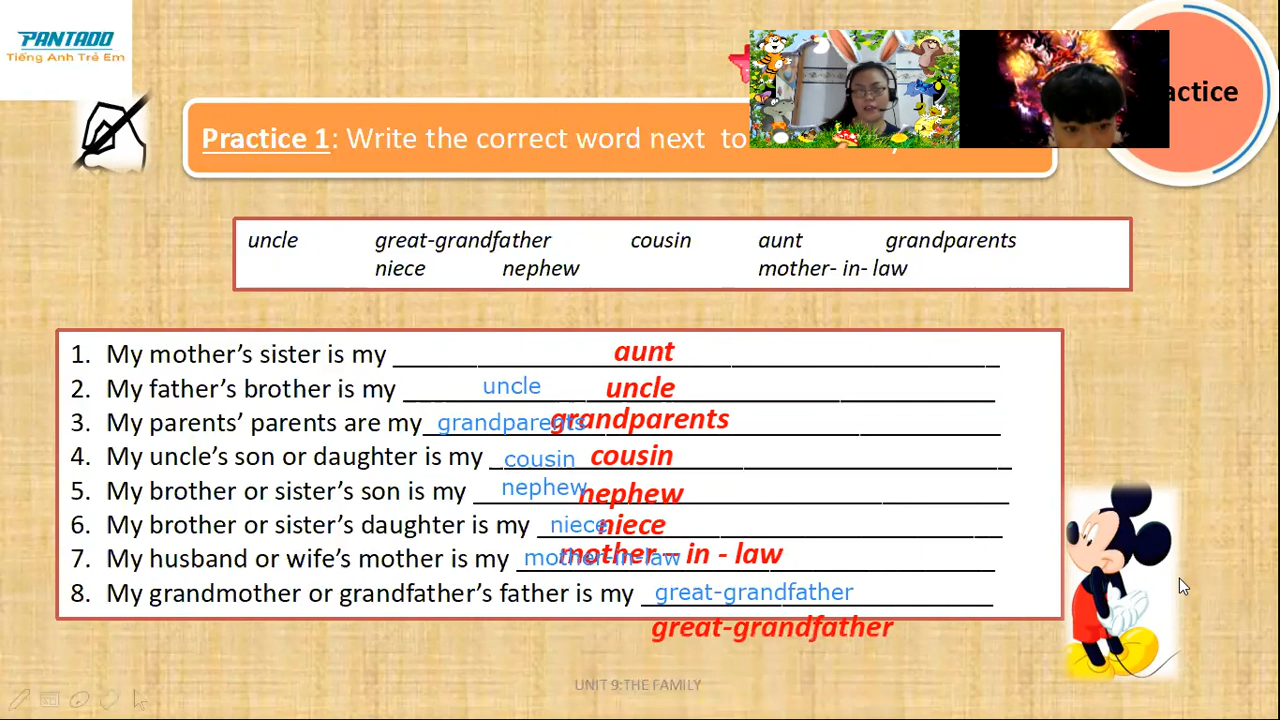 PANTADO
Tiếng Anh Trẻ Em
Practice 1: Write the correct word next to
actice
uncle great-grandfather cousin aunt grandparents
niece nephew mother- in- law
1. My mother's sister is my aunt
2. My father's brother is my uncle uncle
3. My parents' parents are my grandparents grandparents
4. My uncle's son or daughter is my cousin cousin
5. My brother or sister's son is my nephew nephew
6. My brother or sister's daughter is my niece niece
7. My husband or wife's mother is my mother-in-law mother – in - law
8. My grandmother or grandfather's father is my great-grandfather
great-grandfather
UNIT 9:THE FAMILY